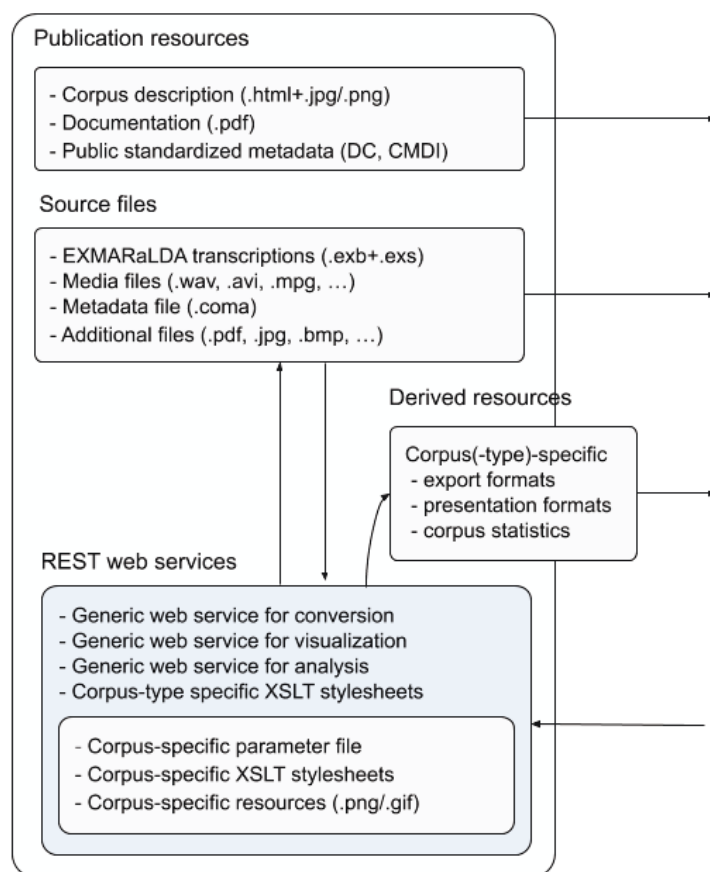 Publication resources
- Corpus description (.html+.jpg/.png)
- Documentation (.pdf)
- Public standardized metadata (DC, CMDI)
Source files
- EXMARaLDA transcriptions (.exb+.exs)
- Media files (.wav, .avi, .mpg, …)
- Metadata file (.coma)
- Additional files (.pdf, .jpg, .bmp, …)
Derived resources
Corpus(-type)-specific
- export formats
- presentation formats
- corpus statistics
REST web services
- Generic web service for conversion
- Generic web service for visualization
- Generic web service for analysis
- Corpus-type specific XSLT stylesheets
- Corpus-specific parameter file
- Corpus-specific XSLT stylesheets
- Corpus-specific resources (.png/.gif)